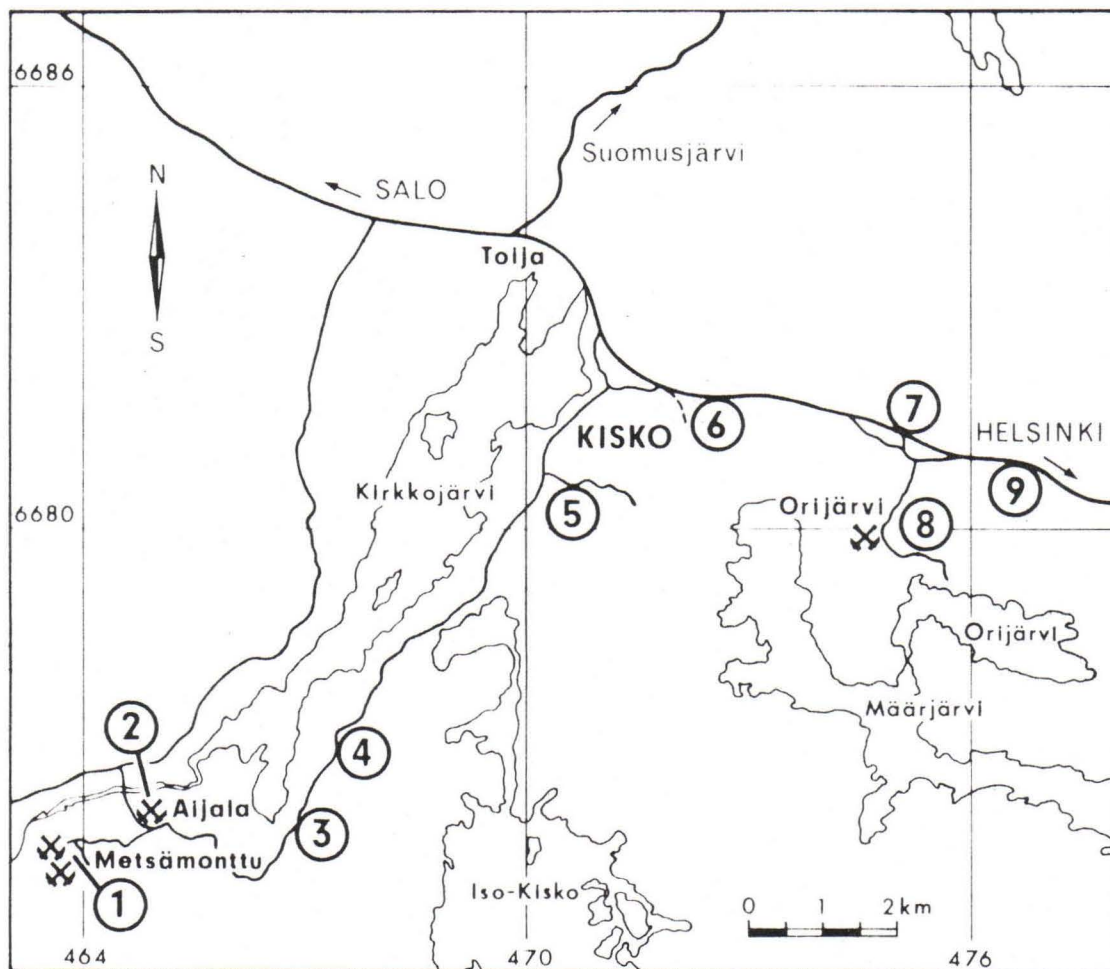 6686
Suomusjärvi
N
SALO
Toija
S
7
KISKO
6
HELSINKI
Kirkkojärvi
9
5
Orijärvi
6680
8
Orijärvi
2
Määrjärvi
4
Aijala
3
Metsämonttu
Iso-Kisko
1
0 1 2 km
464
470
476